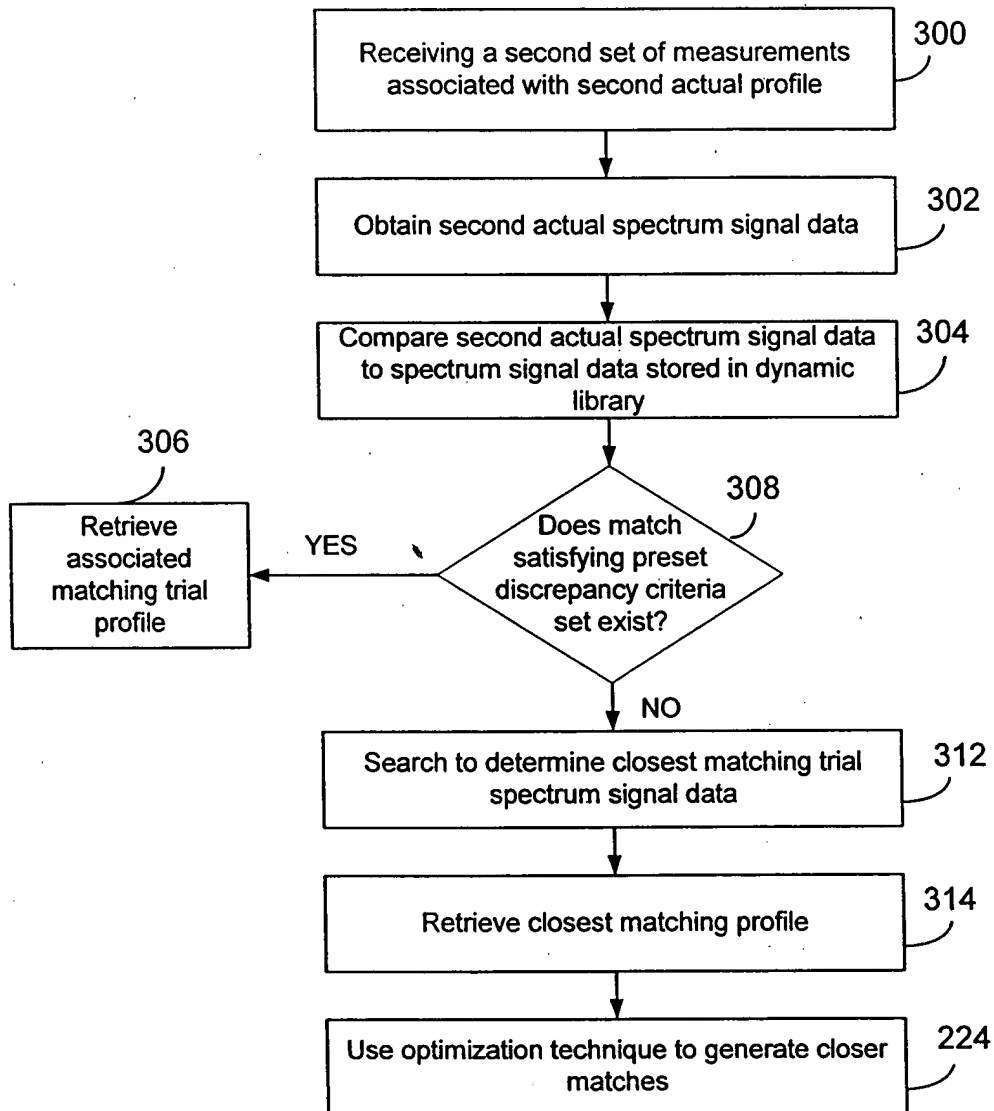 Receiving a second set of measurements
associated with second actual profile
300
Obtain second actual spectrum signal data
302
Compare second actual spectrum signal data
to spectrum signal data stored in dynamic
library
304
306
Retrieve
associated
matching trial
profile
YES
308
Does match
satisfying preset
discrepancy criteria
set exist?
NO
Search to determine closest matching trial
spectrum signal data
312
Retrieve closest matching profile
314
Use optimization technique to generate closer
matches
224